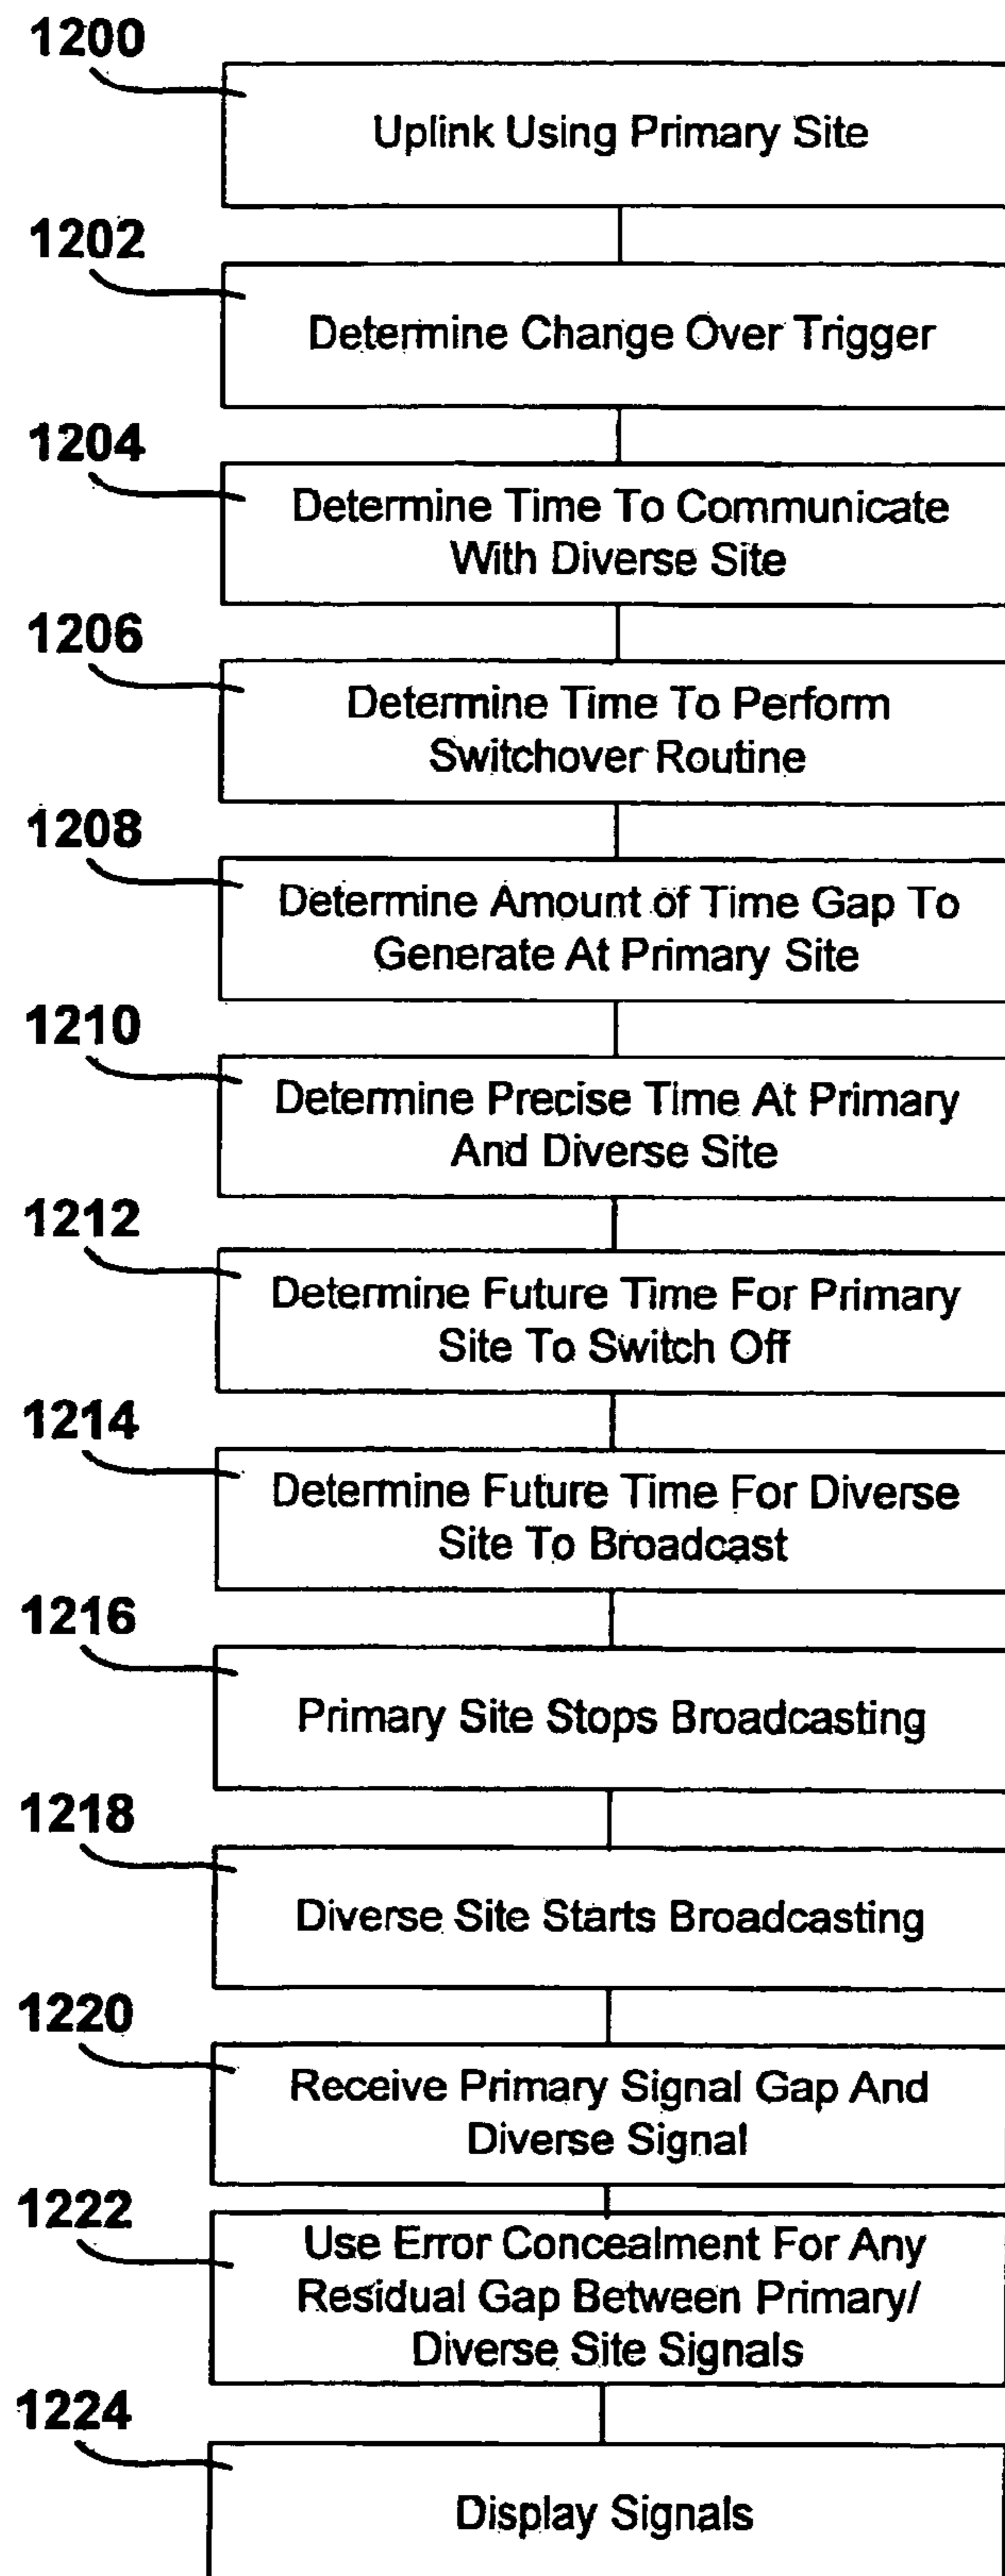 1200
Uplink Using Primary Site
1202
Determine Change Over Trigger
1204
Determine Time To Communicate
With Diverse Site
1206
Determine Time To Perform
Switchover Routine
1208
Determine Amount of Time Gap To
Generate At Primary Site
1210
Determine Precise Time At Primary
And Diverse Site
1212
Determine Future Time For Primary
Site To Switch Off
1214
Determine Future Time For Diverse
Site To Broadcast
1216
Primary Site Stops Broadcasting
1218
Diverse Site Starts Broadcasting
1220
Receive Primary Signal Gap And
Diverse Signal
1222
Use Error Concealment For Any
Residual Gap Between Primary/
Diverse Site Signals
1224
Display Signals